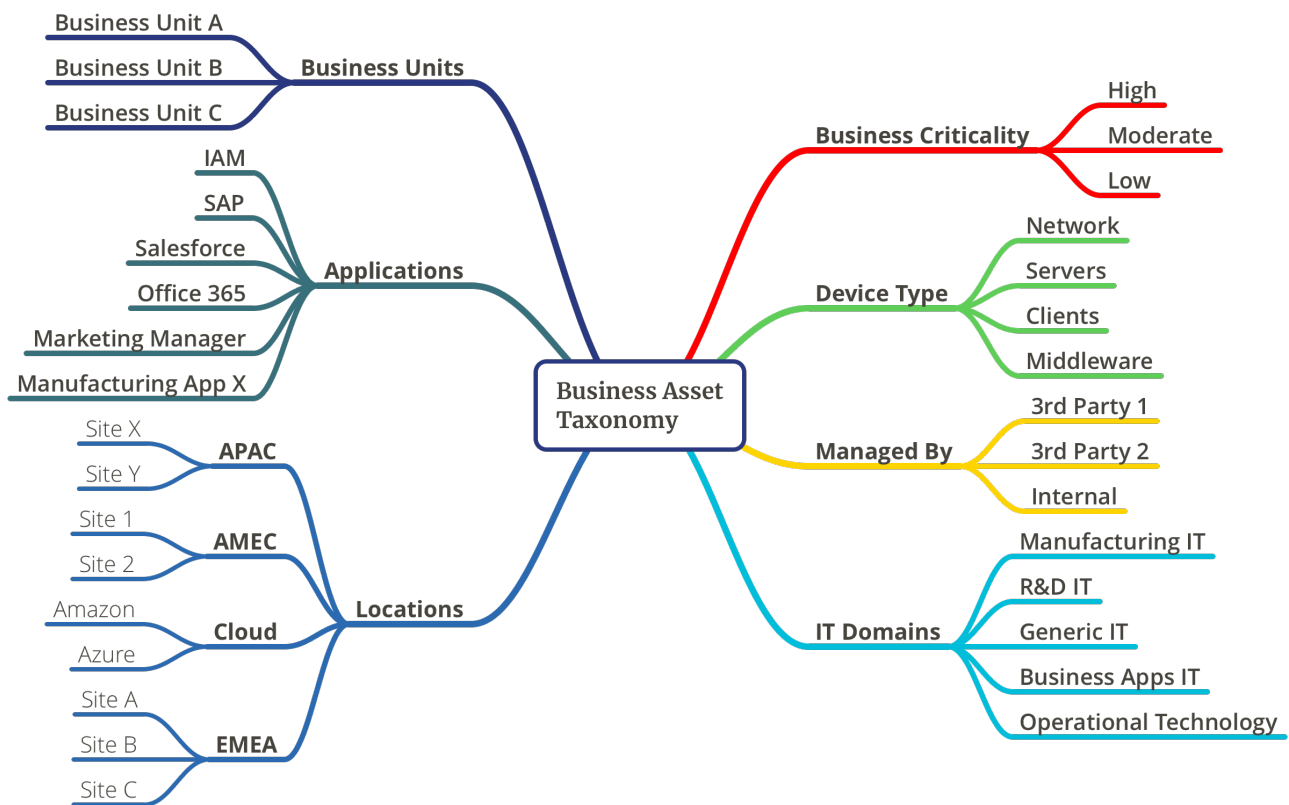 Business Unit A
Business Unit B
Business Unit C
Business Units
IAM
SAP
Salesforce
Office 365
Marketing Manager
Manufacturing App X
Applications
Site X
Site Y
APAC
Site 1
Site 2
AMEC
Amazon
Azure
Cloud
Site A
Site B
Site C
EMEA
Locations
Business Asset
Taxonomy
Business Criticality
High
Moderate
Low
Device Type
Network
Servers
Clients
Middleware
Managed By
3rd Party 1
3rd Party 2
Internal
IT Domains
Manufacturing IT
R&D IT
Generic IT
Business Apps IT
Operational Technology